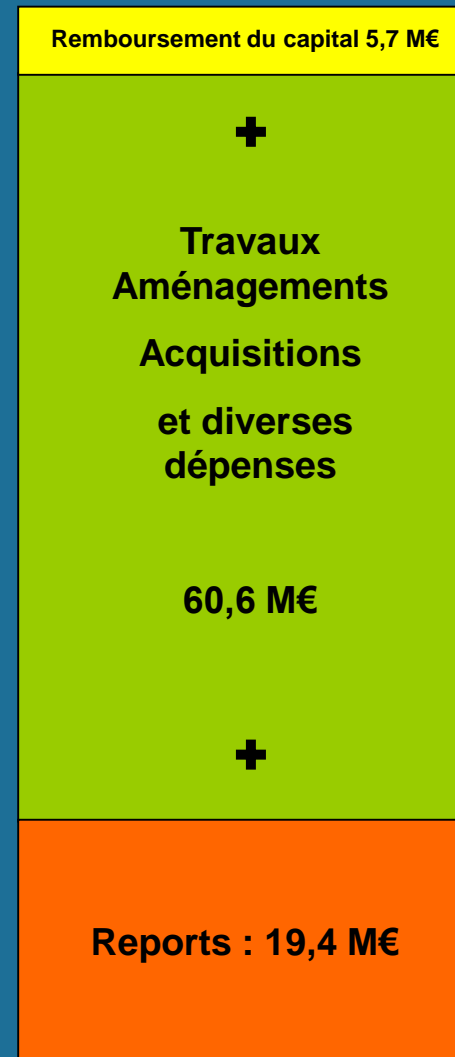 Remboursement du capital 5,7 M€
+
Travaux
Aménagements
Acquisitions
et diverses
dépenses
60,6 M€
+
Reports : 19,4 M€